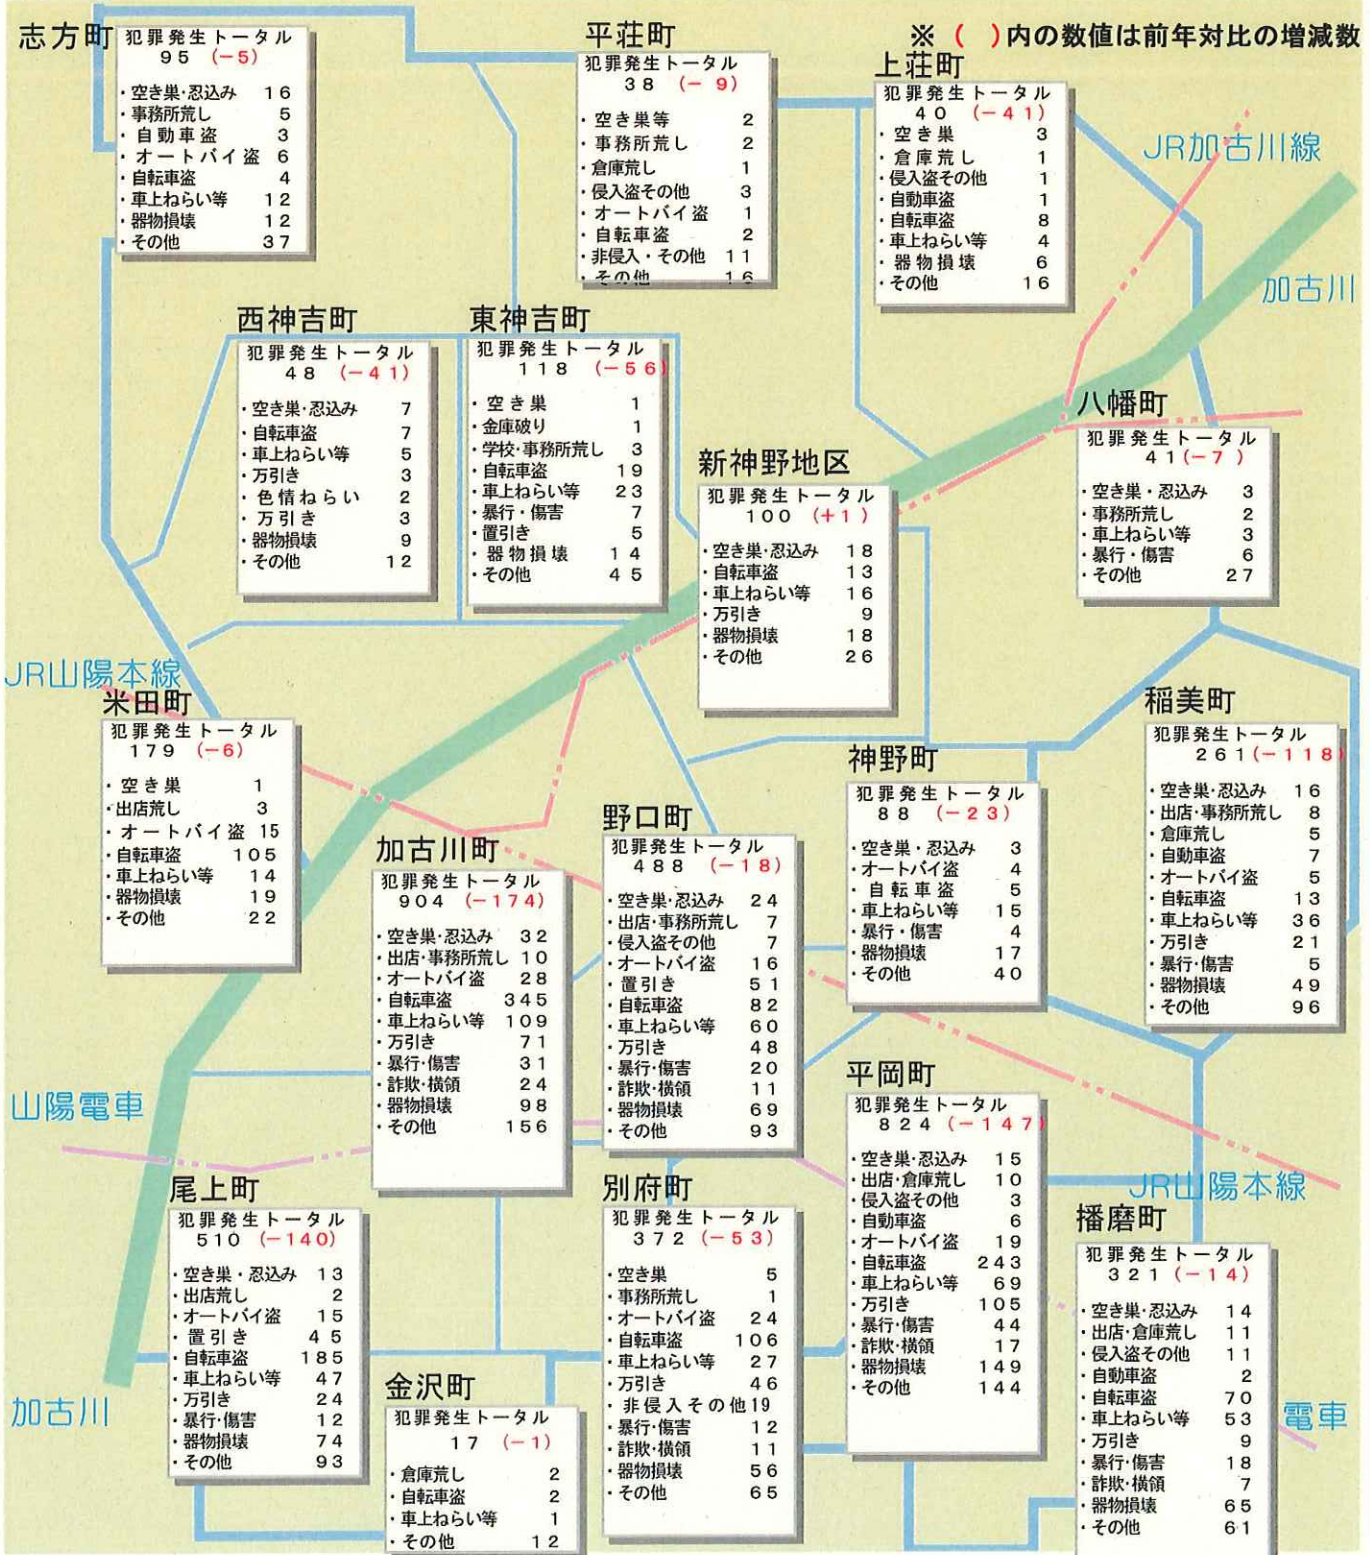 ※（ ）内の数値は前年対比の増減数
志方町
犯罪発生トータル
95 (−5)
・空き巣・忍込み 16
・事務所荒し 5
・自動車盗 3
・オートバイ盗 6
・自転車盗 4
・車上ねらい等 12
・器物損壊 12
・その他 37
平荘町
犯罪発生トータル
38 (−9)
・空き巣等 2
・事務所荒し 2
・倉庫荒し 1
・侵入盗その他 3
・オートバイ盗 1
・自転車盗 2
・非侵入・その他 11
・その他 16
上荘町
犯罪発生トータル
40 (−41)
・空き巣 3
・倉庫荒し 1
・侵入盗その他 1
・自動車盗 1
・自転車盗 8
・車上ねらい等 4
・器物損壊 6
・その他 16
JR加古川線
加古川
西神吉町
犯罪発生トータル
48 (−41)
・空き巣・忍込み 7
・自転車盗 7
・車上ねらい等 5
・万引き 3
・色情ねらい 2
・万引き 3
・器物損壊 9
・その他 12
東神吉町
犯罪発生トータル
118 (−56)
・空き巣 1
・金庫破り 1
・学校・事務所荒し 3
・自転車盗 19
・車上ねらい等 23
・暴行・傷害 7
・置引き 5
・器物損壊 14
・その他 45
新神野地区
犯罪発生トータル
100 (+1)
・空き巣・忍込み 18
・自転車盗 13
・車上ねらい等 16
・万引き 9
・器物損壊 18
・その他 26
八幡町
犯罪発生トータル
41(−7)
・空き巣・忍込み 3
・事務所荒し 2
・車上ねらい等 3
・暴行・傷害 6
・その他 27
JR山陽本線
米田町
犯罪発生トータル
179 (−6)
・空き巣 1
・出店荒し 3
・オートバイ盗 15
・自転車盗 105
・車上ねらい等 14
・器物損壊 19
・その他 22
加古川町
犯罪発生トータル
904 (−174)
・空き巣・忍込み 32
・出店・事務所荒し 10
・オートバイ盗 28
・自転車盗 345
・車上ねらい等 109
・万引き 71
・暴行・傷害 31
・詐欺・横領 24
・器物損壊 98
・その他 156
野口町
犯罪発生トータル
488 (−18)
・空き巣・忍込み 24
・出店・事務所荒し 7
・侵入盗その他 7
・オートバイ盗 16
・置引き 51
・自転車盗 82
・車上ねらい等 60
・万引き 48
・暴行・傷害 20
・詐欺・横領 11
・器物損壊 69
・その他 93
神野町
犯罪発生トータル
88 (−23)
・空き巣・忍込み 3
・オートバイ盗 4
・自転車盗 5
・車上ねらい等 15
・暴行・傷害 4
・器物損壊 17
・その他 40
稲美町
犯罪発生トータル
261(−118)
・空き巣・忍込み 16
・出店・事務所荒し 8
・倉庫荒し 5
・自動車盗 7
・オートバイ盗 5
・自転車盗 13
・車上ねらい等 36
・万引き 21
・暴行・傷害 5
・器物損壊 49
・その他 96
山陽電車
尾上町
犯罪発生トータル
510 (−140)
・空き巣・忍込み 13
・出店荒し 2
・オートバイ盗 15
・置引き 45
・自転車盗 185
・車上ねらい等 47
・万引き 24
・暴行・傷害 12
・器物損壊 74
・その他 93
加古川
金沢町
犯罪発生トータル
17 (−1)
・倉庫荒し 2
・自転車盗 2
・車上ねらい等 1
・その他 12
別府町
犯罪発生トータル
372 (−53)
・空き巣 5
・事務所荒し 1
・オートバイ盗 24
・自転車盗 106
・車上ねらい等 27
・万引き 46
・非侵入その他19
・暴行・傷害 12
・詐欺・横領 11
・器物損壊 56
・その他 65
平岡町
犯罪発生トータル
824 (−147)
・空き巣・忍込み 15
・出店・倉庫荒し 10
・侵入盗その他 3
・自動車盗 6
・オートバイ盗 19
・自転車盗 243
・車上ねらい等 69
・万引き 105
・暴行・傷害 44
・詐欺・横領 17
・器物損壊 149
・その他 144
JR山陽本線
播磨町
犯罪発生トータル
321 (−14)
・空き巣・忍込み 14
・出店・倉庫荒し 11
・侵入盗その他 11
・自動車盗 2
・自転車盗 70
・車上ねらい等 53
・万引き 9
・暴行・傷害 18
・詐欺・横領 7
・器物損壊 65
・その他 61
電車